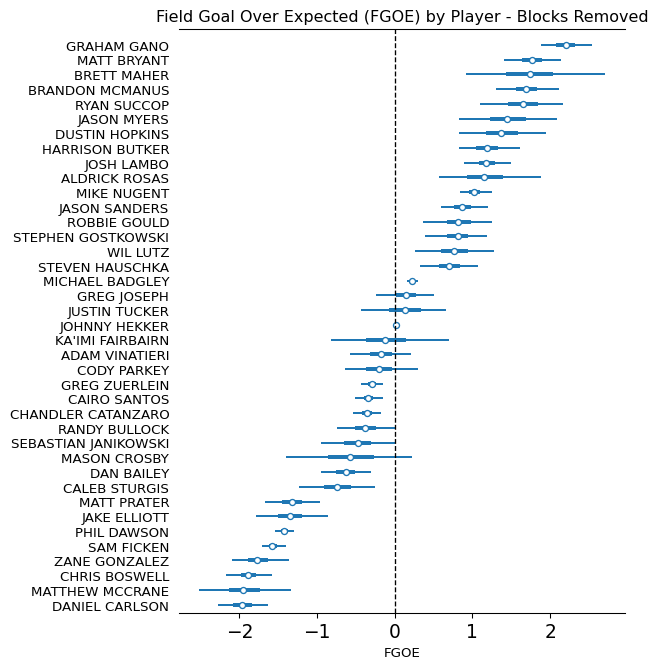 Field Goal Over Expected (FGOE) by Player - Blocks Removed
GRAHAM GANO
MATT BRYANT
BRETT MAHER
BRANDON MCMANUS
RYAN SUCCOP
JASON MYERS
DUSTIN HOPKINS
HARRISON BUTKER
JOSH LAMBO
ALDRICK ROSAS
MIKE NUGENT
JASON SANDERS
ROBBIE GOULD
STEPHEN GOSTKOWSKI
WIL LUTZ
STEVEN HAUSCHKA
MICHAEL BADGLEY
GREG JOSEPH
JUSTIN TUCKER
JOHNNY HEKKER
KA'IMI FAIRBAIRN
ADAM VINATIERI
CODY PARKEY
GREG ZUERLEIN
CAIRO SANTOS
CHANDLER CATANZARO
RANDY BULLOCK
SEBASTIAN JANIKOWSKI
MASON CROSBY
DAN BAILEY
CALEB STURGIS
MATT PRATER
JAKE ELLIOTT
PHIL DAWSON
SAM FICKEN
ZANE GONZALEZ
CHRIS BOSWELL
MATTHEW MCCRANE
DANIEL CARLSON
−2 −1 0 1 2
FGOE